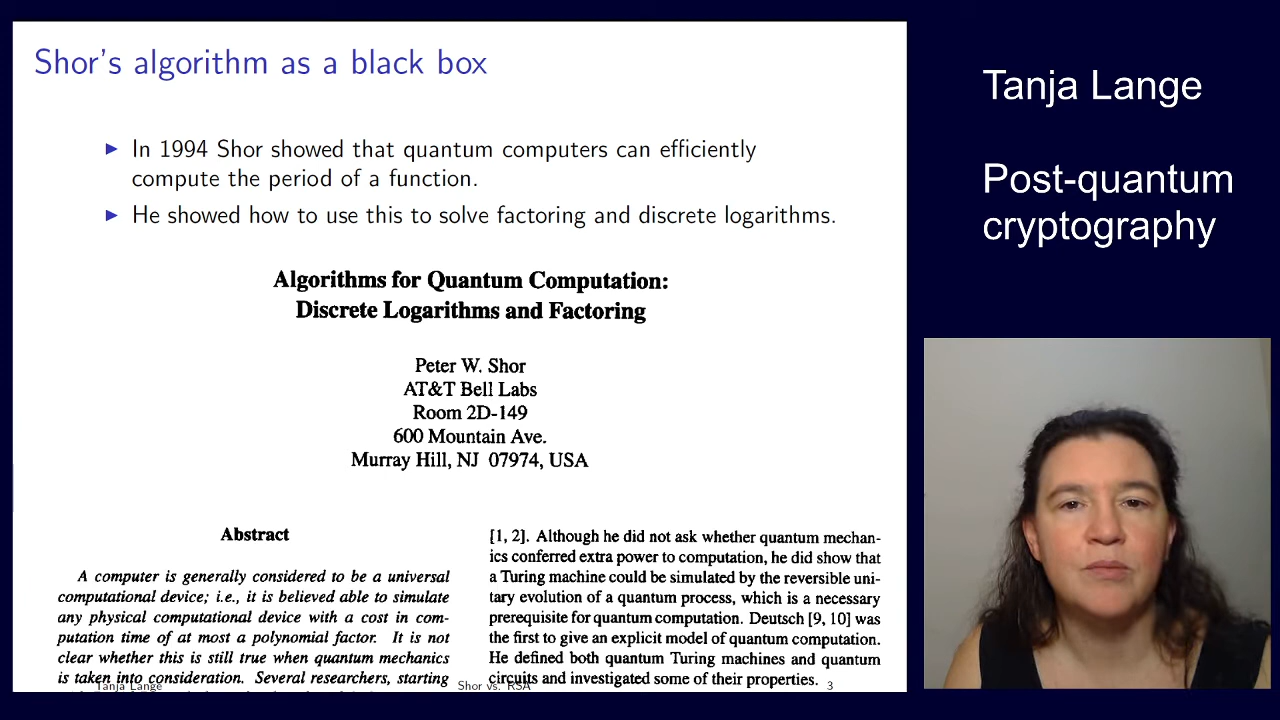 Shor's algorithm as a black box
▶ In 1994 Shor showed that quantum computers can efficiently
compute the period of a function.
▶ He showed how to use this to solve factoring and discrete logarithms.
Algorithms for Quantum Computation:
Discrete Logarithms and Factoring
Peter W. Shor
AT&T Bell Labs
Room 2D-149
600 Mountain Ave.
Murray Hill, NJ 07974, USA
Abstract
A computer is generally considered to be a universal
computational device; i.e., it is believed able to simulate
any physical computational device with a cost in com-
putation time of at most a polynomial factor. It is not
clear whether this is still true when quantum mechanics
is taken into consideration. Several researchers, starting
[1, 2]. Although he did not ask whether quantum mechan-
ics conferred extra power to computation, he did show that
a Turing machine could be simulated by the reversible uni-
tary evolution of a quantum process, which is a necessary
prerequisite for quantum computation. Deutsch [9, 10] was
the first to give an explicit model of quantum computation.
He defined both quantum Turing machines and quantum
circuits and investigated some of their properties.
Tanja Lange
Shor vs. RSA
3
Tanja Lange
Post-quantum
cryptography